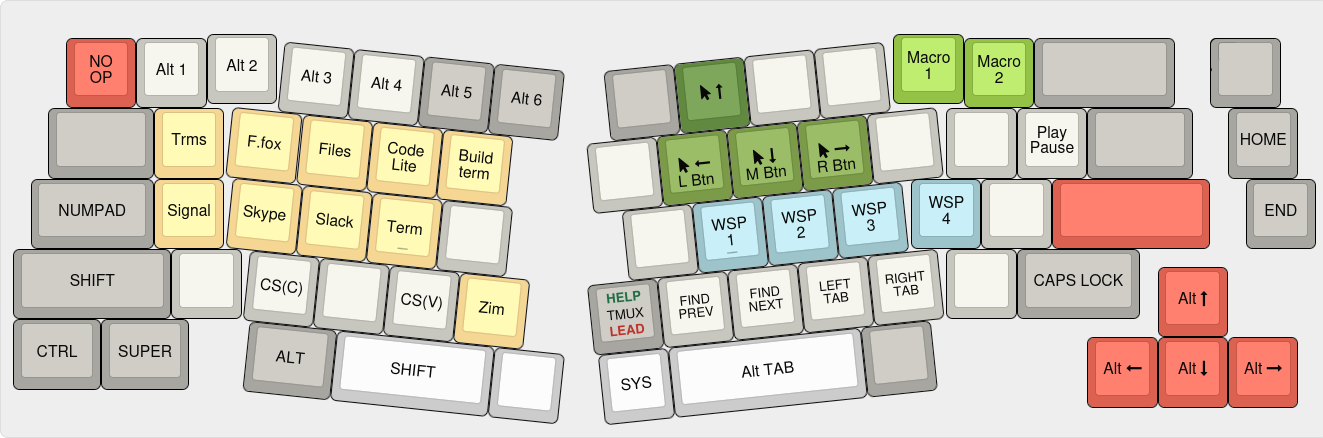 NO
OP
Alt 1
Alt 2
Alt 3
Alt 4
Alt 5
Alt 6
↑
Macro
1
Macro
2
Trms
F.fox
Files
Code
Lite
Build
term
←
L Btn
↓
M Btn
→
R Btn
Play
Pause
HOME
NUMPAD
Signal
Skype
Slack
Term
_
WSP
1
_
WSP
2
WSP
3
WSP
4
END
SHIFT
CS(C)
CS(V)
Zim
HELP
TMUX
LEAD
FIND
PREV
FIND
NEXT
LEFT
TAB
RIGHT
TAB
CAPS LOCK
Alt ↑
CTRL
SUPER
ALT
SHIFT
SYS
Alt TAB
Alt ←
Alt ↓
Alt →